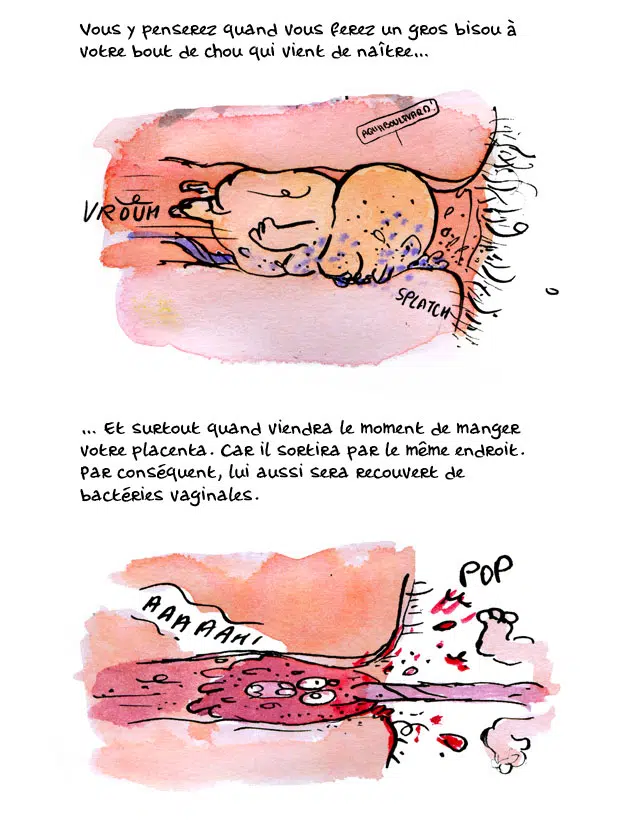 Vous y penserez quand vous ferez un gros bisou à
votre bout de chou qui vient de naître...
AQUABOULEVARD!
VROUM
SPLATCH
... Et surtout quand viendra le moment de manger
votre placenta. Car il sortira par le même endroit.
Par conséquent, lui aussi sera recouvert de
bactéries vaginales.
POP
AAAAAH!